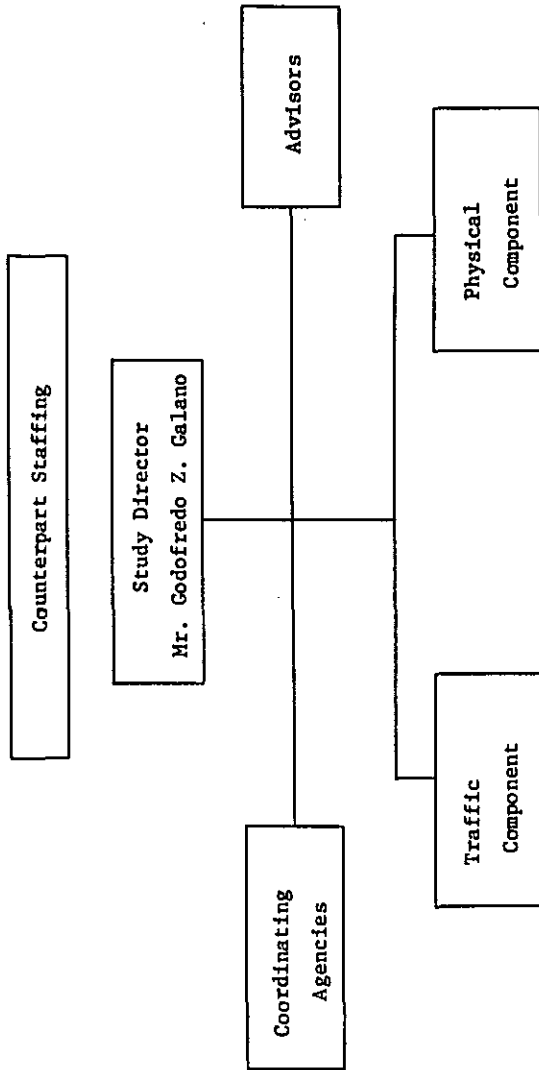 Counterpart Staffing
Study Director
Mr. Godofredo Z. Galano
Coordinating
Agencies
Advisors
Traffic
Component
Physical
Component